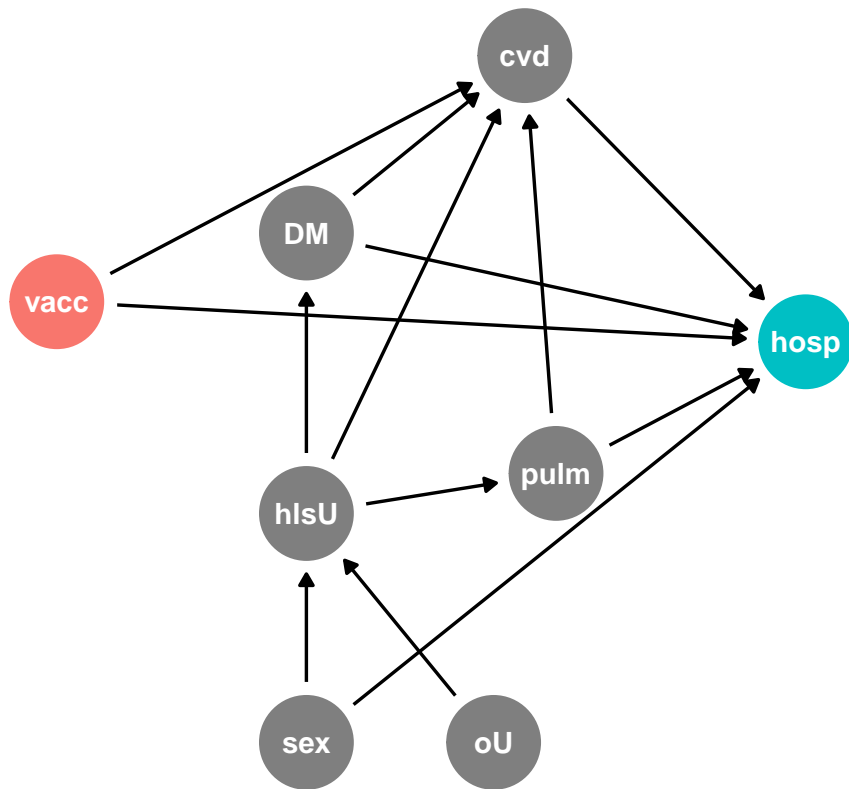 cvd
DM
vacc
hosp
pulm
hlsU
sex
oU